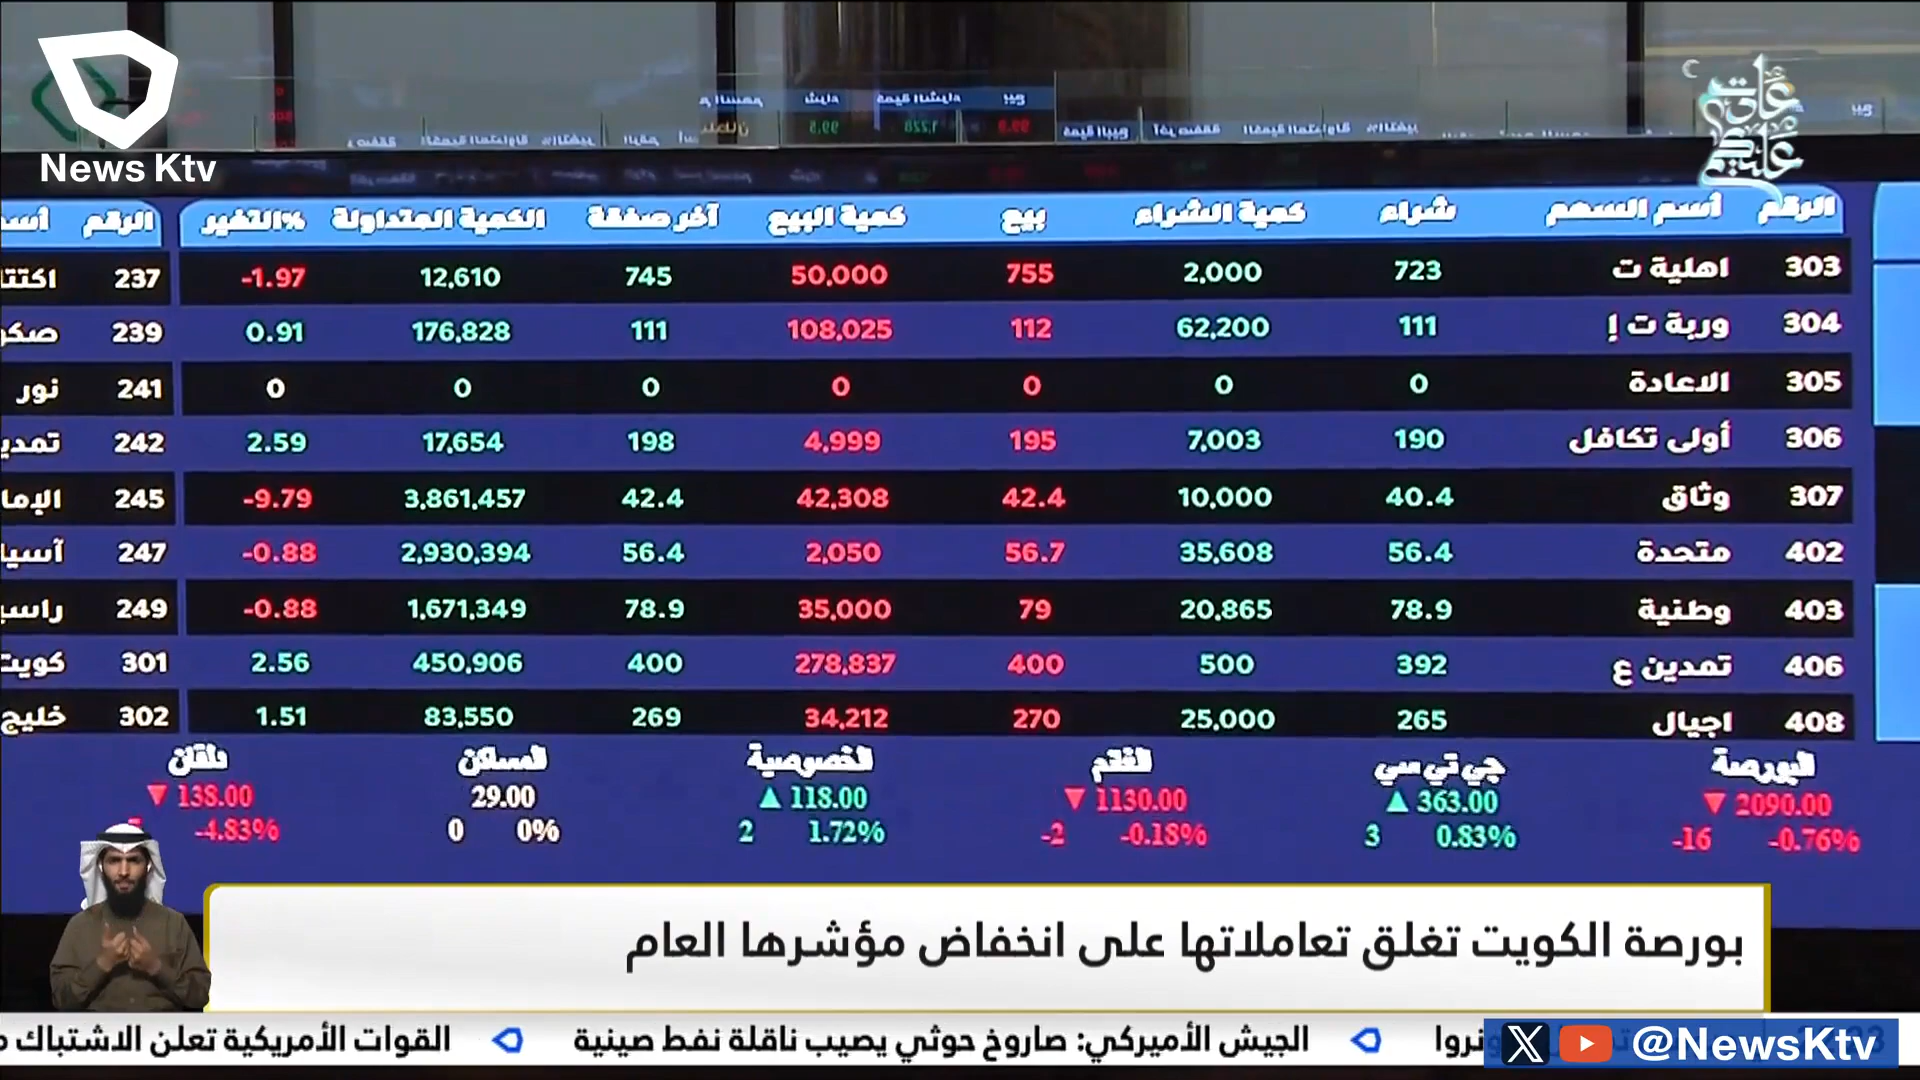 News Ktv
عادت عليكم
الرقم أسم السهم شراء كمية الشراء بيع كمية البيع آخر صفقة الكمية المتداولة %التغير الرقم
303 اهلية ت 723 2,000 755 50,000 745 12,610 -1.97 237
304 وربة ت إ 111 62,200 112 108,025 111 176,828 0.91 239
305 الاعادة 0 0 0 0 0 0 0 241 نور
306 أولى تكافل 190 7,003 195 4,999 198 17,654 2.59 242
307 وثاق 40.4 10,000 42.4 42,308 42.4 3,861,457 -9.79 245
402 متحدة 56.4 35,608 56.7 2,050 56.4 2,930,394 -0.88 247
403 وطنية 78.9 20,865 79 35,000 78.9 1,671,349 -0.88 249
406 تمدين ع 392 500 400 278,837 400 450,906 2.56 301
408 اجيال 265 25,000 270 34,212 269 83,550 1.51 302
البورصة جي تي سي الفتم الخصوصية المساكن دلقان
▼ 2090.00 ▲ 363.00 ▼ 1130.00 ▲ 118.00 29.00 ▼ 138.00
-16 -0.76% 3 0.83% -2 -0.18% 2 1.72% 0 0% -4.83%
بورصة الكويت تغلق تعاملاتها على انخفاض مؤشرها العام
الجيش الأميركي: صاروخ حوثي يصيب ناقلة نفط صينية القوات الأمريكية تعلن الاشتباك
@NewsKtv